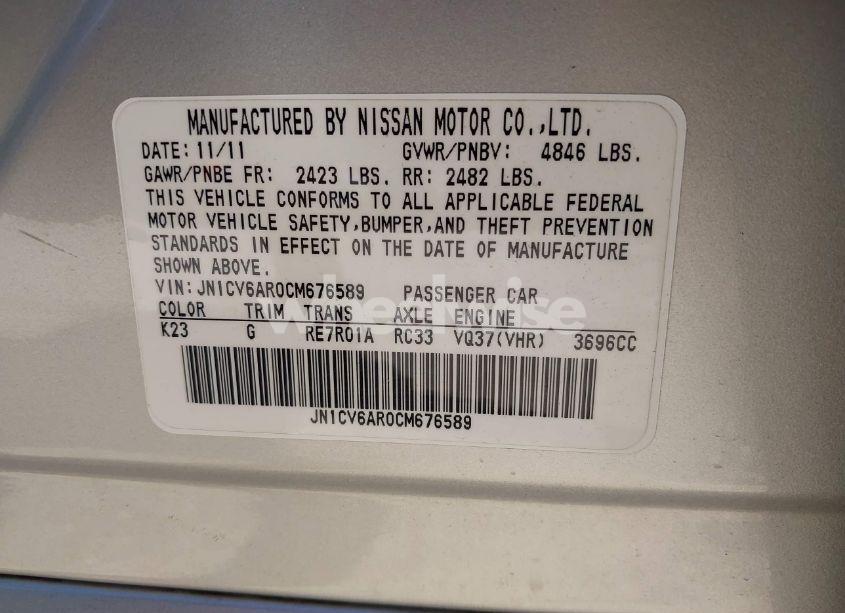 MANUFACTURED BY NISSAN MOTOR CO.,LTD.
DATE: 11/11 GVWR/PNBV: 4846 LBS.
GAWR/PNBE FR: 2423 LBS. RR: 2482 LBS.
THIS VEHICLE CONFORMS TO ALL APPLICABLE FEDERAL
MOTOR VEHICLE SAFETY,BUMPER,AND THEFT PREVENTION
STANDARDS IN EFFECT ON THE DATE OF MANUFACTURE
SHOWN ABOVE.
VIN: JN1CV6AR0CM676589 PASSENGER CAR
COLOR TRIM TRANS AXLE ENGINE
K23 G RE7R01A RC33 VQ37(VHR) 3696CC
JN1CV6AR0CM676589